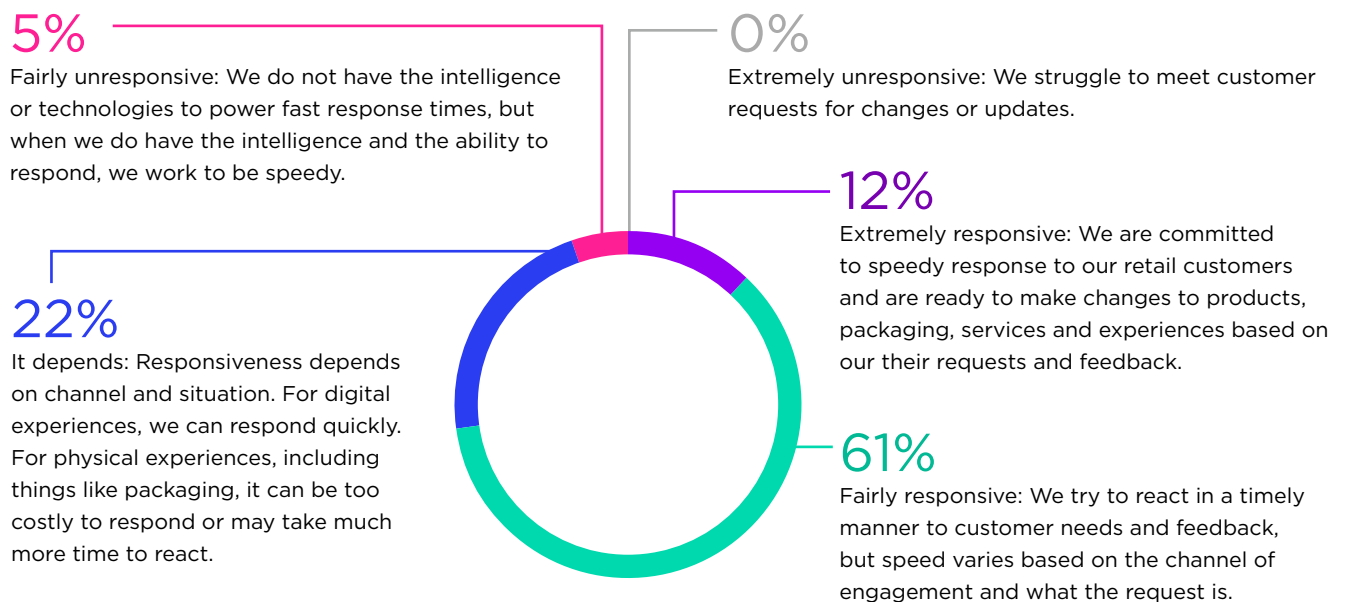 5%
Fairly unresponsive: We do not have the intelligence
or technologies to power fast response times, but
when we do have the intelligence and the ability to
respond, we work to be speedy.
0%
Extremely unresponsive: We struggle to meet customer
requests for changes or updates.
12%
Extremely responsive: We are committed
to speedy response to our retail customers
and are ready to make changes to products,
packaging, services and experiences based on
our their requests and feedback.
22%
It depends: Responsiveness depends
on channel and situation. For digital
experiences, we can respond quickly.
For physical experiences, including
things like packaging, it can be too
costly to respond or may take much
more time to react.
61%
Fairly responsive: We try to react in a timely
manner to customer needs and feedback,
but speed varies based on the channel of
engagement and what the request is.